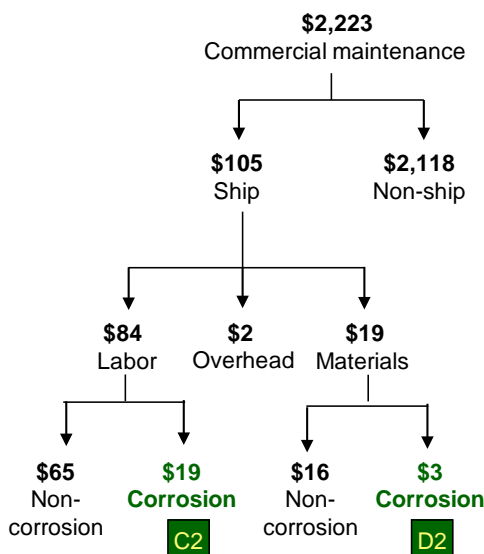 $2,223
Commercial maintenance
$105
Ship
$2,118
Non-ship
$84
Labor
$2
Overhead
$19
Materials
$65
Non-
corrosion
$19
Corrosion
C2
$16
Non-
corrosion
$3
Corrosion
D2